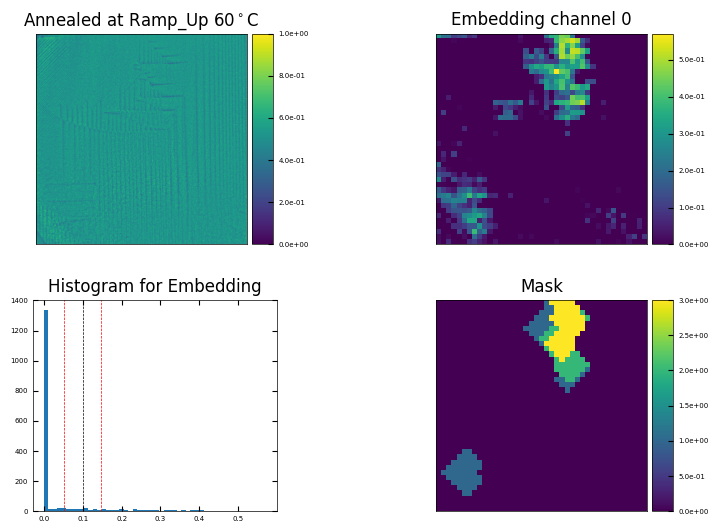 Annealed at Ramp_Up 60°C
1.0e+00
8.0e-01
6.0e-01
4.0e-01
2.0e-01
0.0e+00
Embedding channel 0
5.0e-01
4.0e-01
3.0e-01
2.0e-01
1.0e-01
0.0e+00
Histogram for Embedding
1400
1200
1000
800
600
400
200
0
0.0 0.1 0.2 0.3 0.4 0.5
Mask
3.0e+00
2.5e+00
2.0e+00
1.5e+00
1.0e+00
5.0e-01
0.0e+00